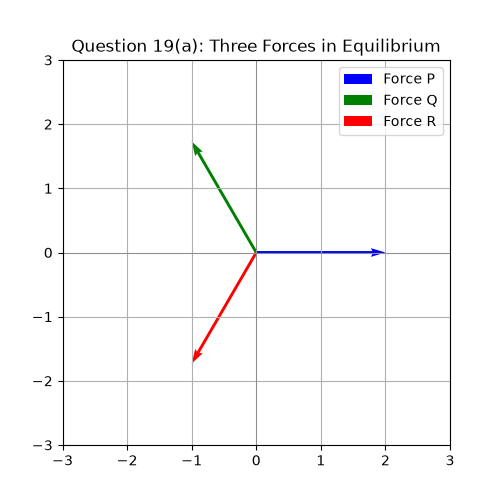 Question 19(a): Three Forces in Equilibrium
Force P
Force Q
Force R
3
2
1
0
−1
−2
−3
−3 −2 −1 0 1 2 3